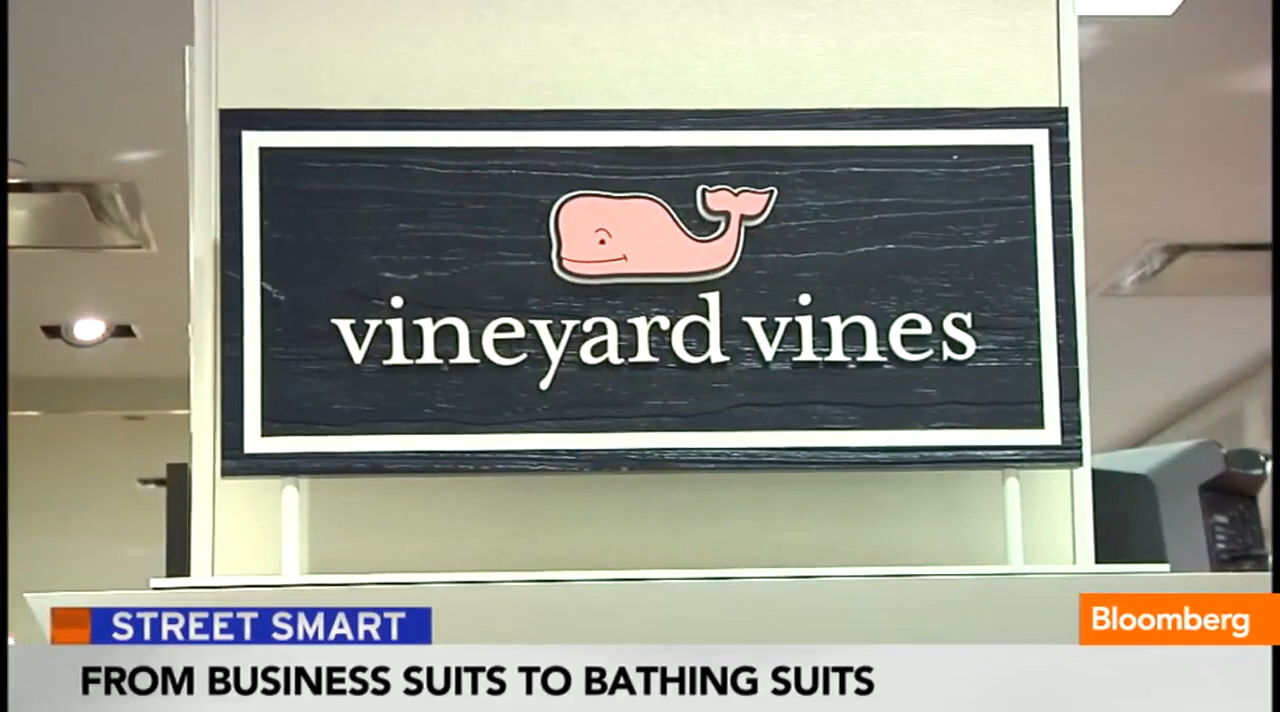 vineyard vines
STREET SMART
Bloomberg
FROM BUSINESS SUITS TO BATHING SUITS